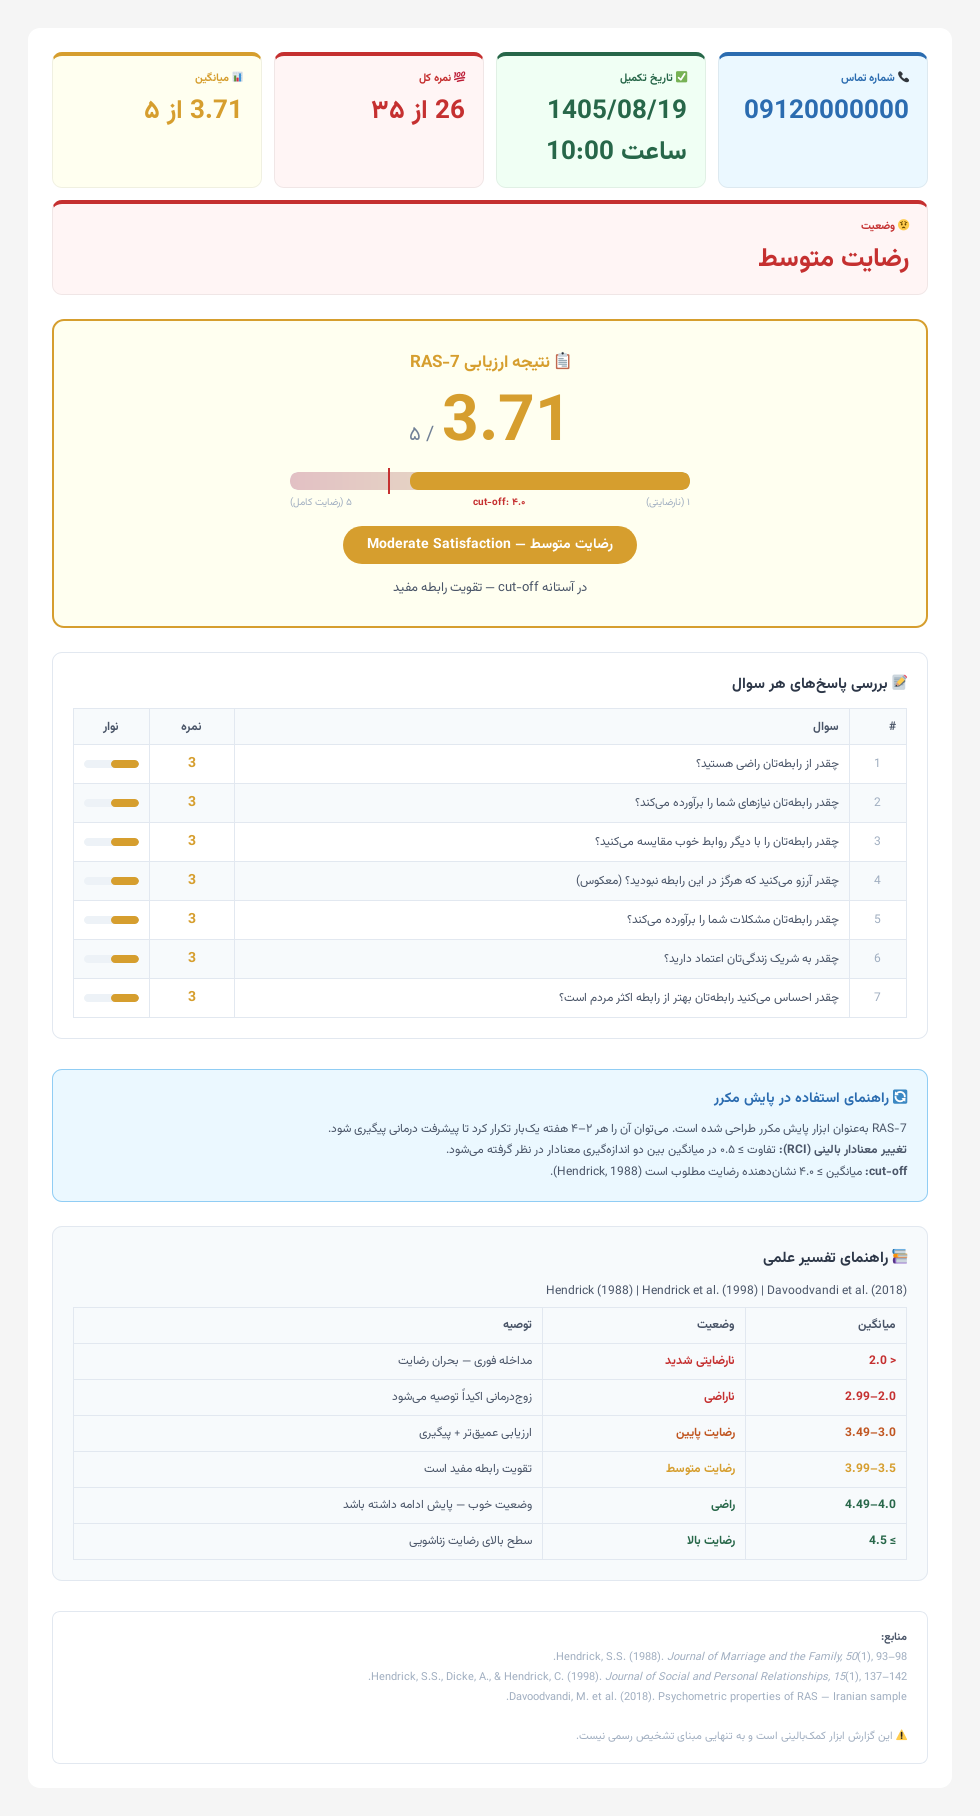 📞 شماره تماس
09120000000
✅ تاریخ تکمیل
1405/08/19
ساعت 10:00
💯 نمره کل
26 از ۳۵
📊 میانگین
3.71 از ۵
🤨 وضعیت
رضایت متوسط
📋 نتیجه ارزیابی RAS-7
3.71 / ۵
۱ (نارضایتی) cut-off: ۴.۰ ۵ (رضایت کامل)
رضایت متوسط — Moderate Satisfaction
در آستانه cut-off — تقویت رابطه مفید
📝 بررسی پاسخ‌های هر سوال
# سوال نمره نوار
1 چقدر از رابطه‌تان راضی هستید؟ 3
2 چقدر رابطه‌تان نیازهای شما را برآورده می‌کند؟ 3
3 چقدر رابطه‌تان را با دیگر روابط خوب مقایسه می‌کنید؟ 3
4 چقدر آرزو می‌کنید که هرگز در این رابطه نبودید؟ (معکوس) 3
5 چقدر رابطه‌تان مشکلات شما را برآورده می‌کند؟ 3
6 چقدر به شریک زندگی‌تان اعتماد دارید؟ 3
7 چقدر احساس می‌کنید رابطه‌تان بهتر از رابطه اکثر مردم است؟ 3
🔄 راهنمای استفاده در پایش مکرر
RAS-7 به‌عنوان ابزار پایش مکرر طراحی شده است. می‌توان آن را هر ۲–۴ هفته یک‌بار تکرار کرد تا پیشرفت درمانی پیگیری شود.
تغییر معنادار بالینی (RCI): تفاوت ≥ ۰.۵ در میانگین بین دو اندازه‌گیری معنادار در نظر گرفته می‌شود.
cut-off: میانگین ≥ ۴.۰ نشان‌دهنده رضایت مطلوب است (Hendrick, 1988).
📚 راهنمای تفسیر علمی
Hendrick (1988) | Hendrick et al. (1998) | Davoodvandi et al. (2018)
میانگین وضعیت توصیه
< 2.0 نارضایتی شدید مداخله فوری — بحران رضایت
2.0–2.99 ناراضی زوج‌درمانی اکیداً توصیه می‌شود
3.0–3.49 رضایت پایین ارزیابی عمیق‌تر + پیگیری
3.5–3.99 رضایت متوسط تقویت رابطه مفید است
4.0–4.49 راضی وضعیت خوب — پایش ادامه داشته باشد
≥ 4.5 رضایت بالا سطح بالای رضایت زناشویی
منابع:
Hendrick, S.S. (1988). Journal of Marriage and the Family, 50(1), 93–98.
Hendrick, S.S., Dicke, A., & Hendrick, C. (1998). Journal of Social and Personal Relationships, 15(1), 137–142.
Davoodvandi, M. et al. (2018). Psychometric properties of RAS — Iranian sample.
⚠️ این گزارش ابزار کمک‌بالینی است و به تنهایی مبنای تشخیص رسمی نیست.